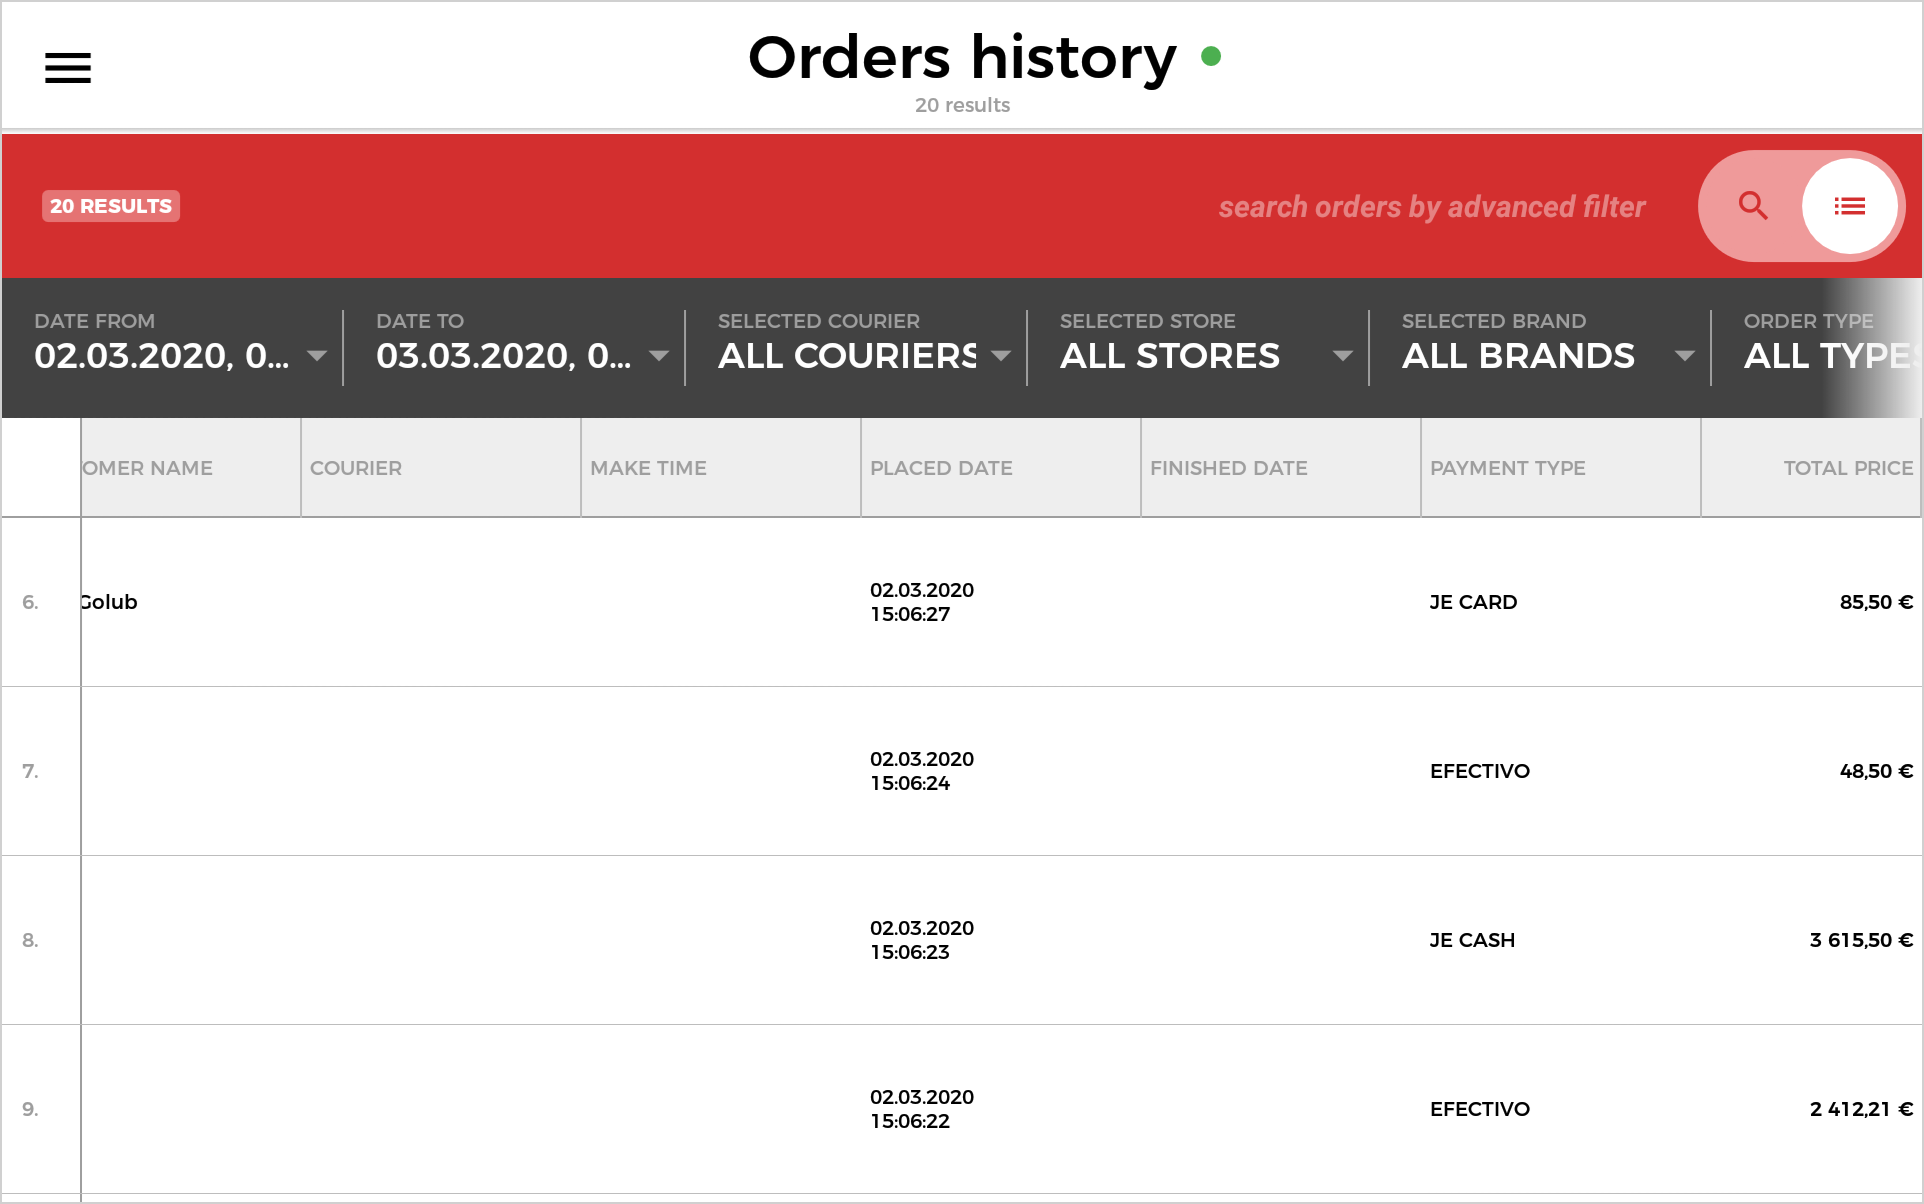 Orders history
20 results
20 RESULTS
search orders by advanced filter
DATE FROM
02.03.2020, 0...
DATE TO
03.03.2020, 0...
SELECTED COURIER
ALL COURIERS
SELECTED STORE
ALL STORES
SELECTED BRAND
ALL BRANDS
ORDER TYPE
ALL TYPES
OMER NAME
COURIER
MAKE TIME
PLACED DATE
FINISHED DATE
PAYMENT TYPE
TOTAL PRICE
6.
Golub
02.03.2020
15:06:27
JE CARD
85,50 €
7.
02.03.2020
15:06:24
EFECTIVO
48,50 €
8.
02.03.2020
15:06:23
JE CASH
3 615,50 €
9.
02.03.2020
15:06:22
EFECTIVO
2 412,21 €